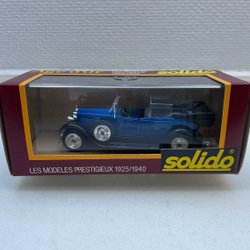 solido
LES MODELES PRESTIGIEUX 1925/1940